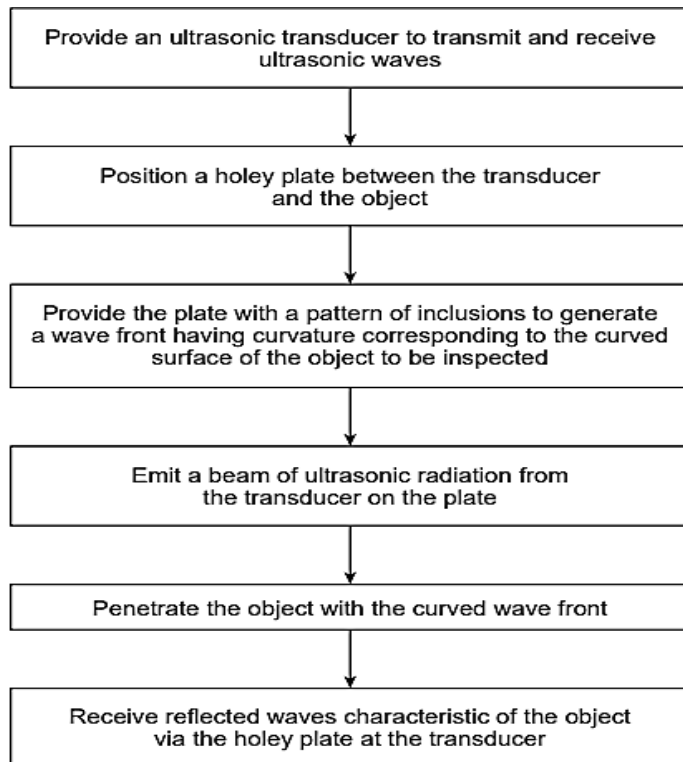 Provide an ultrasonic transducer to transmit and receive
ultrasonic waves
Position a holey plate between the transducer
and the object
Provide the plate with a pattern of inclusions to generate
a wave front having curvature corresponding to the curved
surface of the object to be inspected
Emit a beam of ultrasonic radiation from
the transducer on the plate
Penetrate the object with the curved wave front
Receive reflected waves characteristic of the object
via the holey plate at the transducer